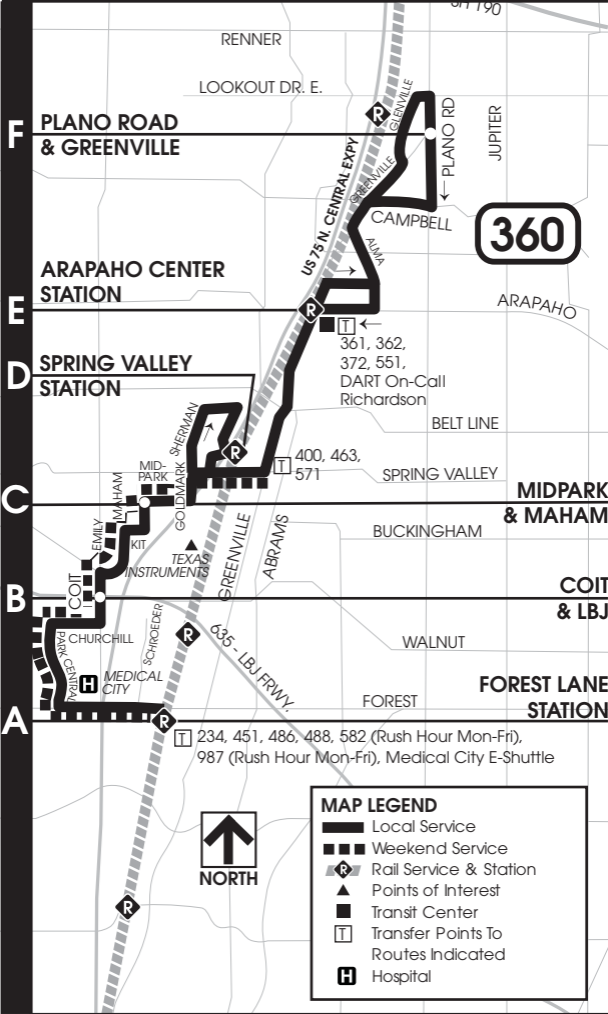 SH 190
RENNER
LOOKOUT DR. E.
GLENVILLE
R
F
PLANO ROAD
& GREENVILLE
PLANO RD
JUPITER
US 75 N. CENTRAL EXPY
GREENVILLE
CAMPBELL
360
ALMA
ARAPAHO CENTER
STATION
E
R
ARAPAHO
T
361, 362,
372, 551,
DART On-Call
Richardson
D
SPRING VALLEY
STATION
SHERMAN
BELT LINE
R
T
400, 463,
571
SPRING VALLEY
MID-
PARK
GOLDMARK
MAHAM
C
MIDPARK
& MAHAM
EMILY
KIT
TEXAS
INSTRUMENTS
GREENVILLE
ABRAMS
BUCKINGHAM
COIT
B
COIT
& LBJ
PARK CENTRAL
CHURCHILL
SCHROEDER
R
635 - LBJ FRWY.
WALNUT
H
MEDICAL
CITY
FOREST
FOREST LANE
STATION
A
R
T
234, 451, 486, 488, 582 (Rush Hour Mon-Fri),
987 (Rush Hour Mon-Fri), Medical City E-Shuttle
NORTH
R
MAP LEGEND
Local Service
Weekend Service
R
Rail Service & Station
Points of Interest
Transit Center
T
Transfer Points To
Routes Indicated
H
Hospital